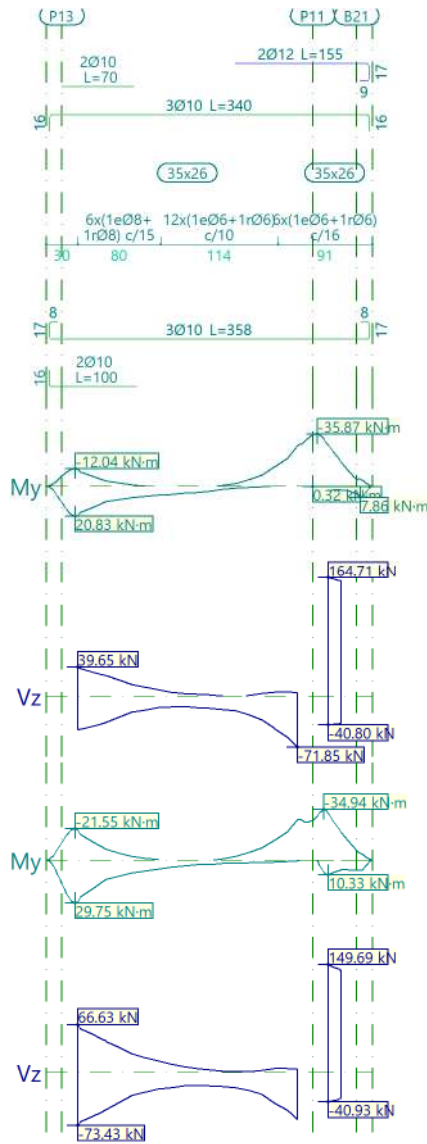 P13 P11 B21
2Ø12 L=155
17
2Ø10
L=70
9
3Ø10 L=340
16 16
35x26 35x26
6x(1eØ8+ 12x(1eØ6+1rØ6) 6x(1eØ6+1rØ6)
1rØ8) c/15 c/10 c/16
30 80 114 91
8 8
17 3Ø10 L=358 17
2Ø10
16 L=100
-35.87 kN·m
-12.04 kN·m
My
0.32 kN·m
7.86 kN·m
20.83 kN·m
164.71 kN
39.65 kN
Vz
-40.80 kN
-71.85 kN
-34.94 kN·m
-21.55 kN·m
My
10.33 kN·m
29.75 kN·m
149.69 kN
66.63 kN
Vz
-40.93 kN
-73.43 kN